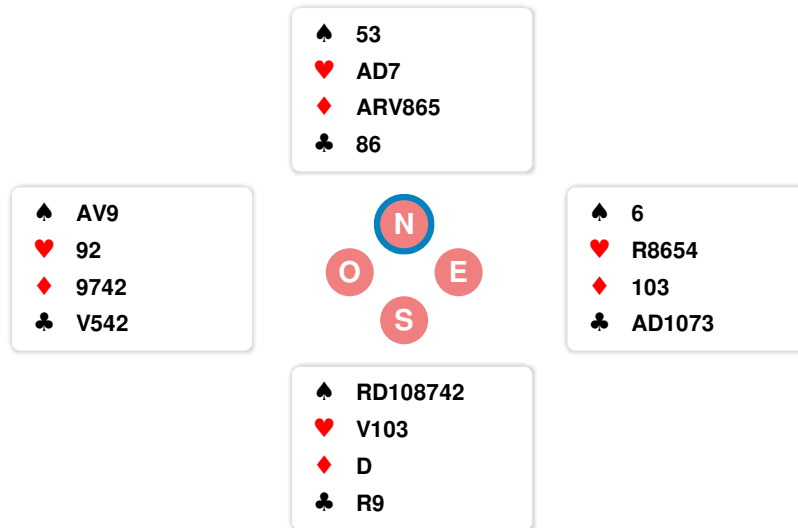 ♠ 53
♥ AD7
♦ ARV865
♣ 86
♠ AV9
♥ 92
♦ 9742
♣ V542
N
O E
S
♠ 6
♥ R8654
♦ 103
♣ AD1073
♠ RD108742
♥ V103
♦ D
♣ R9